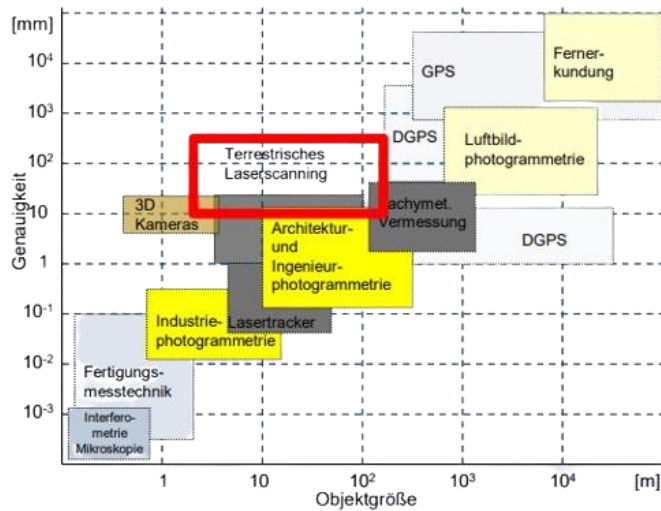 [mm]
10⁴
10³
10²
10
1
10⁻¹
10⁻²
10⁻³
Genauigkeit
Ferner-
kundung
GPS
DGPS
Luftbild-
photogrammetrie
Terrestrisches
Laserscanning
3D
Kameras
Architektur-
und
Ingenieur-
photogrammetrie
achymet.
Vermessung
DGPS
Industrie-
photogrammetrie
Lasertracker
Fertigungs-
messtechnik
Interfero-
metrie
Mikroskopie
1
10
10²
10³
10⁴
[m]
Objektgröße